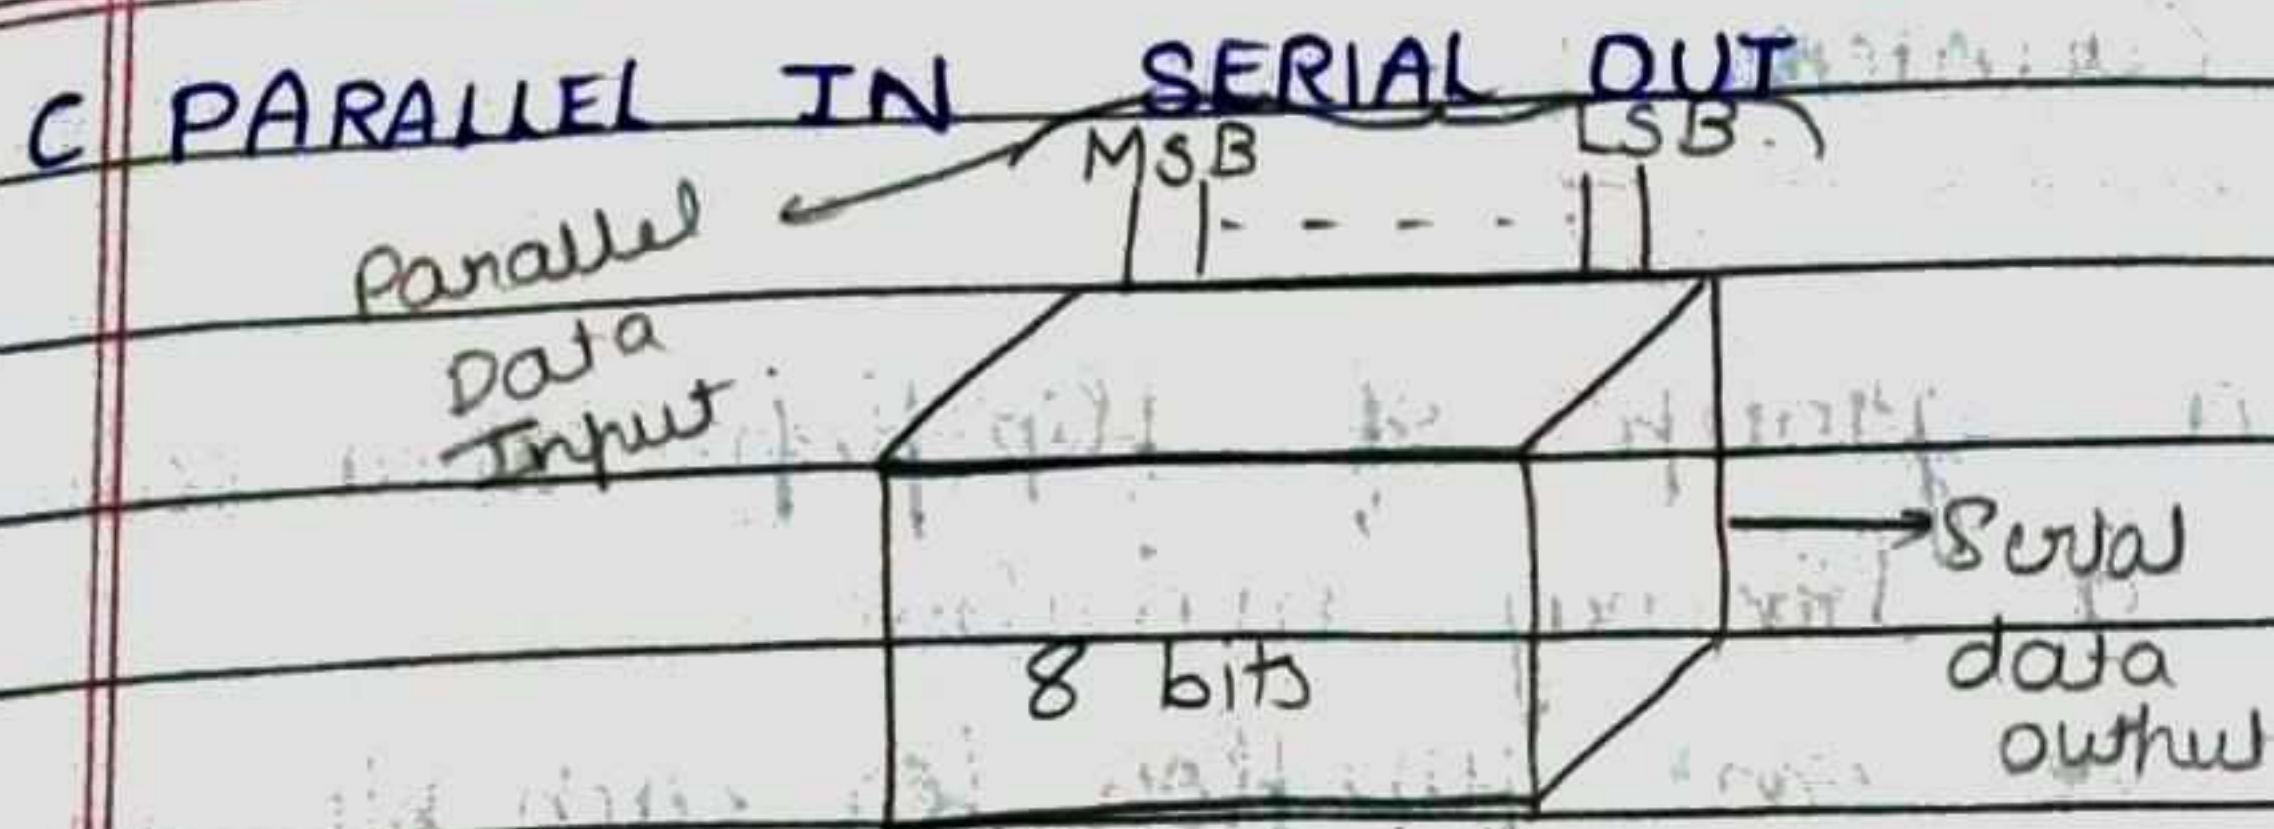 C PARALLEL IN SERIAL OUT
MSB - - - - LSB
Parallel
Data
Input
8 bits
Serial
data
output